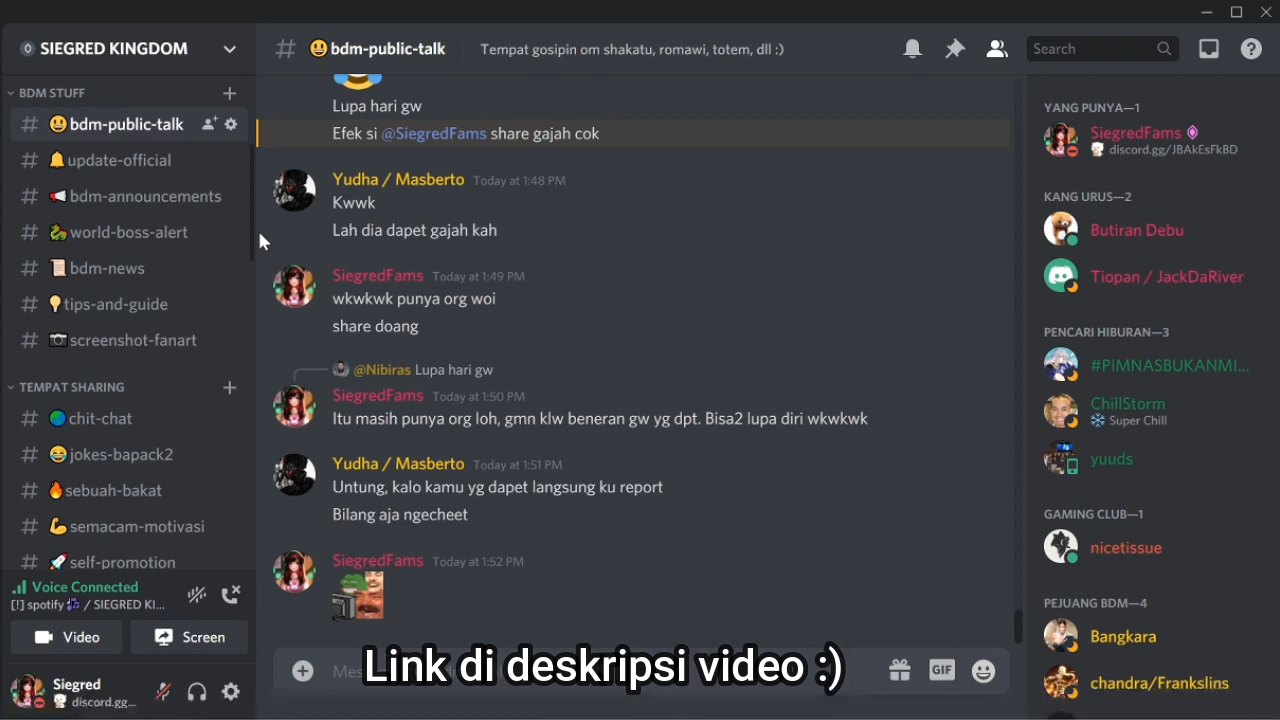 SIEGRED KINGDOM
BDM STUFF
bdm-public-talk
update-official
bdm-announcements
world-boss-alert
bdm-news
tips-and-guide
screenshot-fanart
TEMPAT SHARING
chit-chat
jokes-bapack2
sebuah-bakat
semacam-motivasi
self-promotion
Voice Connected
[!] spotify / SIEGRED KI...
Video
Screen
Siegred
discord.gg...
bdm-public-talk
Tempat gosipin om shakatu, romawi, totem, dll :)
Search
Lupa hari gw
Efek si @SiegredFams share gajah cok
Yudha / Masberto Today at 1:48 PM
Kwwk
Lah dia dapet gajah kah
SiegredFams Today at 1:49 PM
wkwkwk punya org woi
share doang
@Nibiras Lupa hari gw
SiegredFams Today at 1:50 PM
Itu masih punya org loh, gmn klw beneran gw yg dpt. Bisa2 lupa diri wkwkwk
Yudha / Masberto Today at 1:51 PM
Untung, kalo kamu yg dapet langsung ku report
Bilang aja ngecheet
SiegredFams Today at 1:52 PM
GIF
Link di deskripsi video :)
YANG PUNYA—1
SiegredFams
discord.gg/JBAkEsFkBD
KANG URUS—2
Butiran Debu
Tiopan / JackDaRiver
PENCARI HIBURAN—3
#PIMNASBUKANMI...
ChillStorm
Super Chill
yuuds
GAMING CLUB—1
nicetissue
PEJUANG BDM—4
Bangkara
chandra/Frankslins